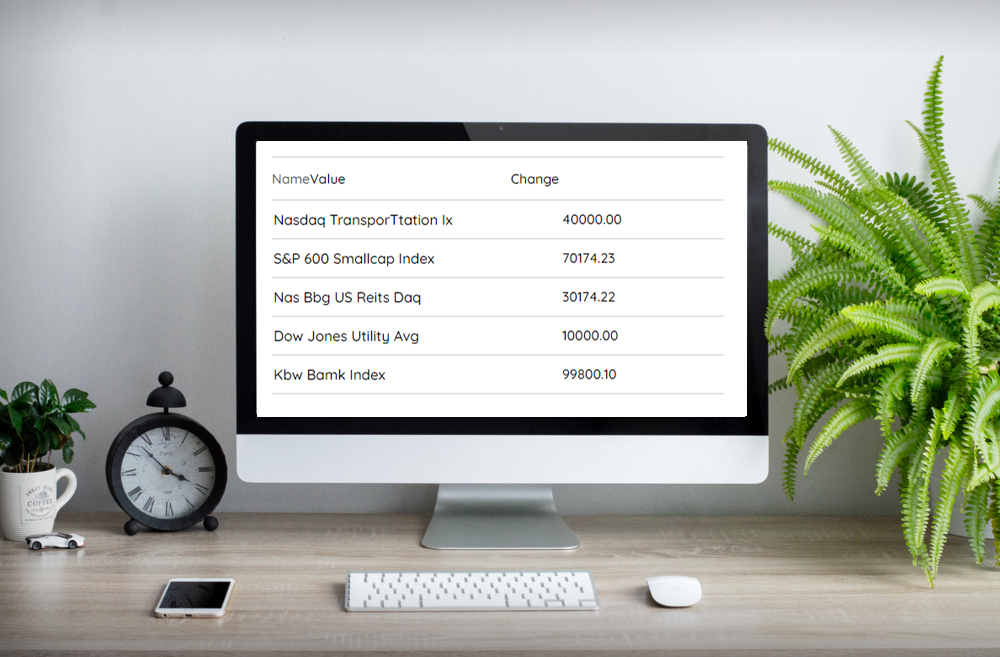 NameValue Change
Nasdaq TransporTtation Ix 40000.00
S&P 600 Smallcap Index 70174.23
Nas Bbg US Reits Daq 30174.22
Dow Jones Utility Avg 10000.00
Kbw Bamk Index 99800.10
COFFEE